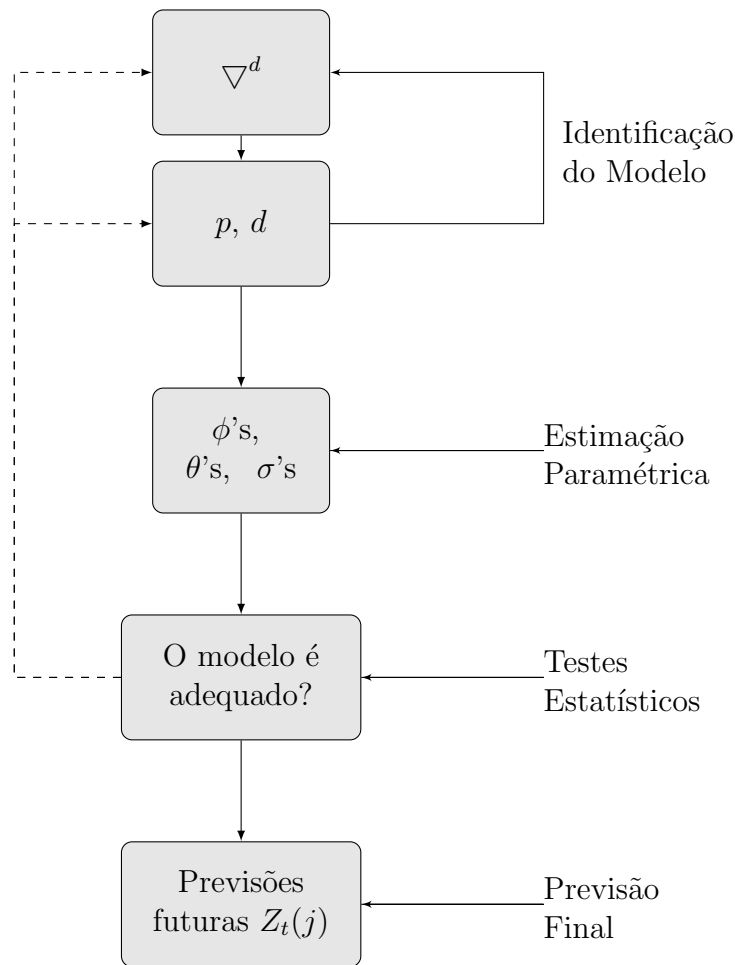 ▽^d
Identificação
do Modelo
p, d
ϕ's,
θ's, σ's
Estimação
Paramétrica
O modelo é
adequado?
Testes
Estatísticos
Previsões
futuras Z_t(j)
Previsão
Final